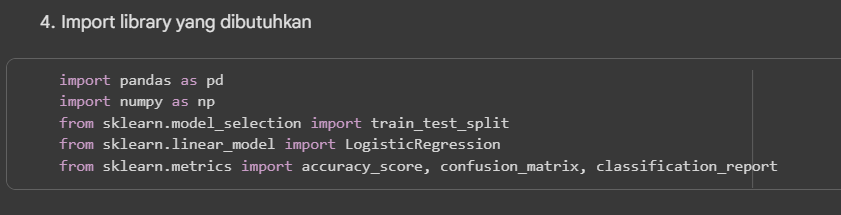 4. Import library yang dibutuhkan
import pandas as pd
import numpy as np
from sklearn.model_selection import train_test_split
from sklearn.linear_model import LogisticRegression
from sklearn.metrics import accuracy_score, confusion_matrix, classification_report